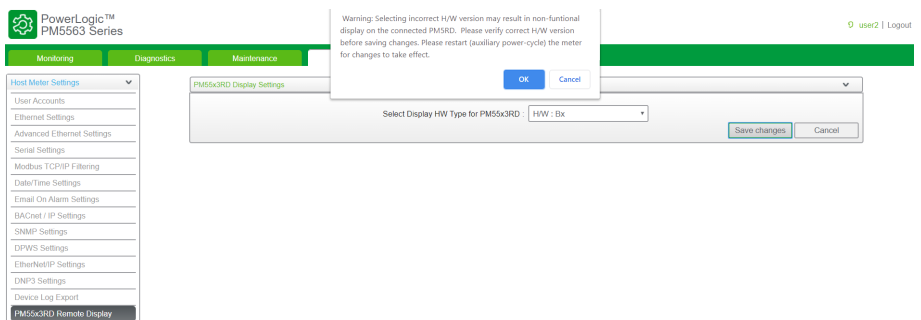 PowerLogic™
PM5563 Series
Warning: Selecting incorrect H/W version may result in non-funtional
display on the connected PM5RD. Please verify correct H/W version
before saving changes. Please restart (auxiliary power-cycle) the meter
for changes to take effect.
OK
Cancel
user2 | Logout
Monitoring
Diagnostics
Maintenance
Host Meter Settings
User Accounts
Ethernet Settings
Advanced Ethernet Settings
Serial Settings
Modbus TCP/IP Filtering
Date/Time Settings
Email On Alarm Settings
BACnet / IP Settings
SNMP Settings
DPWS Settings
EtherNet/IP Settings
DNP3 Settings
Device Log Export
PM55x3RD Remote Display
PM55x3RD Display Settings
Select Display HW Type for PM55x3RD : H/W : Bx
Save changes
Cancel